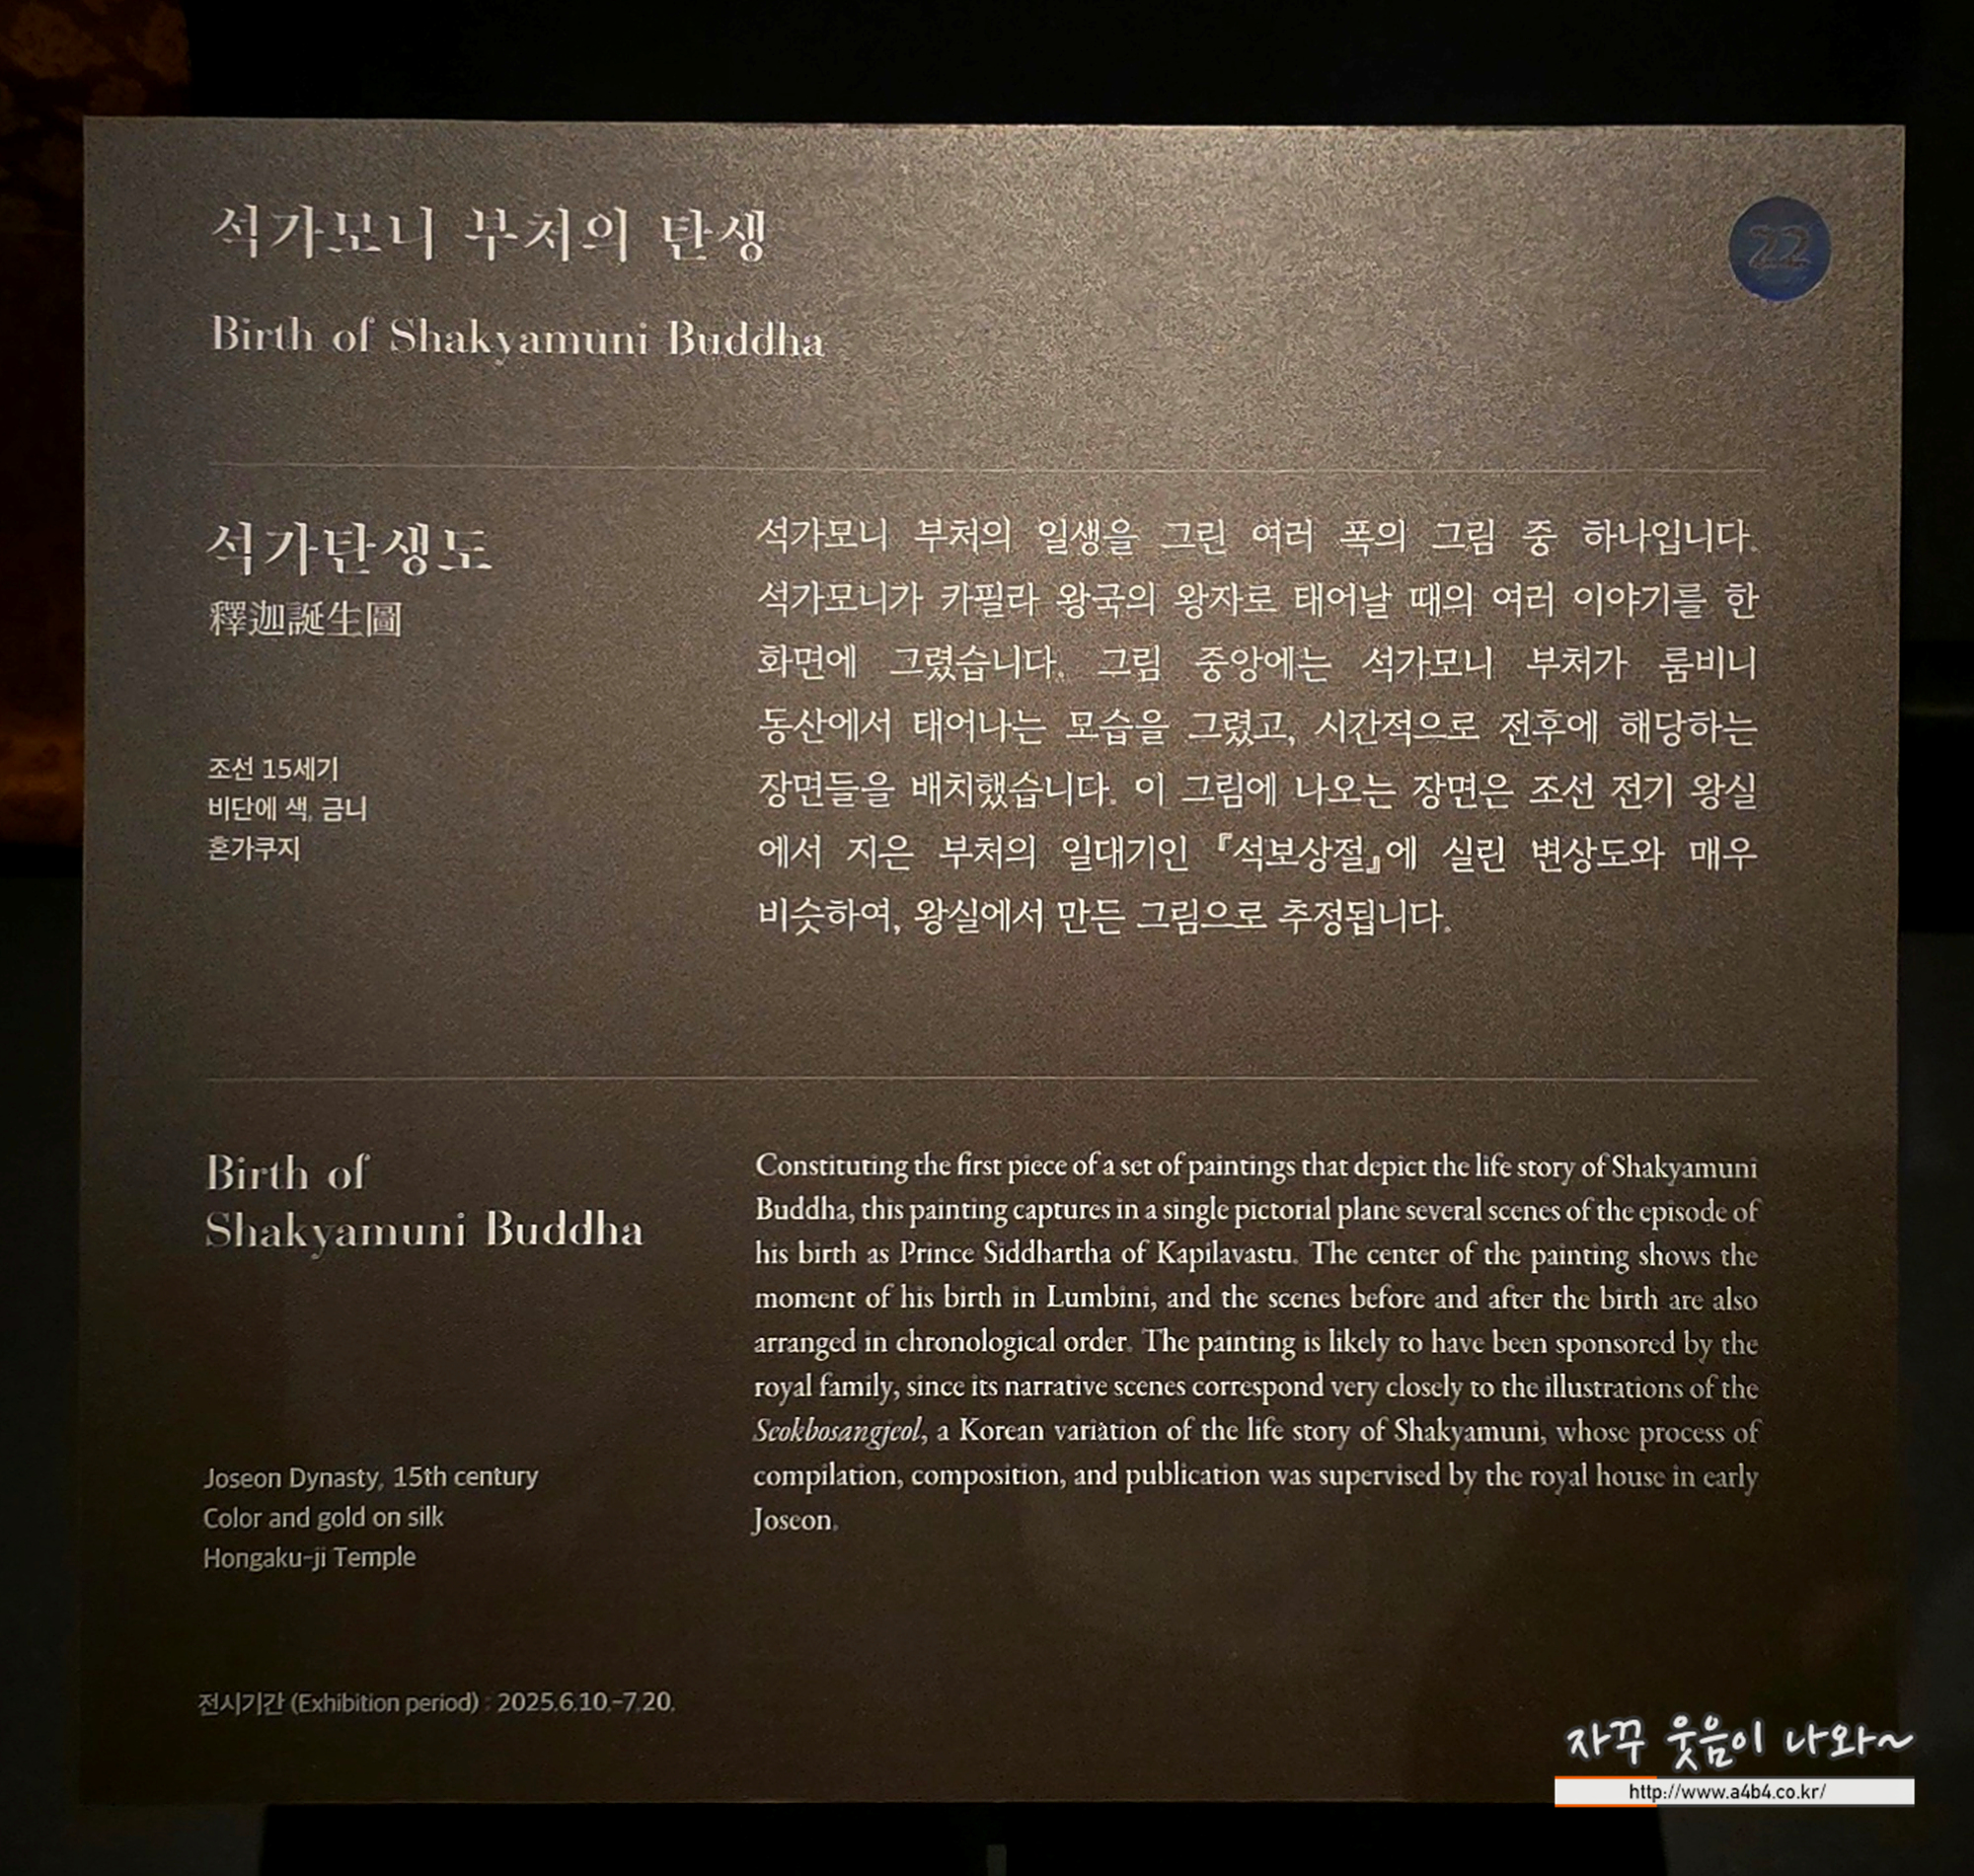 석가모니 부처의 탄생
22
Birth of Shakyamuni Buddha
석가탄생도
釋迦誕生圖
조선 15세기
비단에 색, 금니
혼가쿠지
석가모니 부처의 일생을 그린 여러 폭의 그림 중 하나입니다.
석가모니가 카필라 왕국의 왕자로 태어날 때의 여러 이야기를 한
화면에 그렸습니다. 그림 중앙에는 석가모니 부처가 룸비니
동산에서 태어나는 모습을 그렸고, 시간적으로 전후에 해당하는
장면들을 배치했습니다. 이 그림에 나오는 장면은 조선 전기 왕실
에서 지은 부처의 일대기인 『석보상절』에 실린 변상도와 매우
비슷하여, 왕실에서 만든 그림으로 추정됩니다.
Birth of
Shakyamuni Buddha
Joseon Dynasty, 15th century
Color and gold on silk
Hongaku-ji Temple
Constituting the first piece of a set of paintings that depict the life story of Shakyamuni
Buddha, this painting captures in a single pictorial plane several scenes of the episode of
his birth as Prince Siddhartha of Kapilavastu. The center of the painting shows the
moment of his birth in Lumbini, and the scenes before and after the birth are also
arranged in chronological order. The painting is likely to have been sponsored by the
royal family, since its narrative scenes correspond very closely to the illustrations of the
Seokbosangjeol, a Korean variation of the life story of Shakyamuni, whose process of
compilation, composition, and publication was supervised by the royal house in early
Joseon.
전시기간 (Exhibition period) : 2025.6.10.-7.20.
자꾸 웃음이 나와~
http://www.a4b4.co.kr/